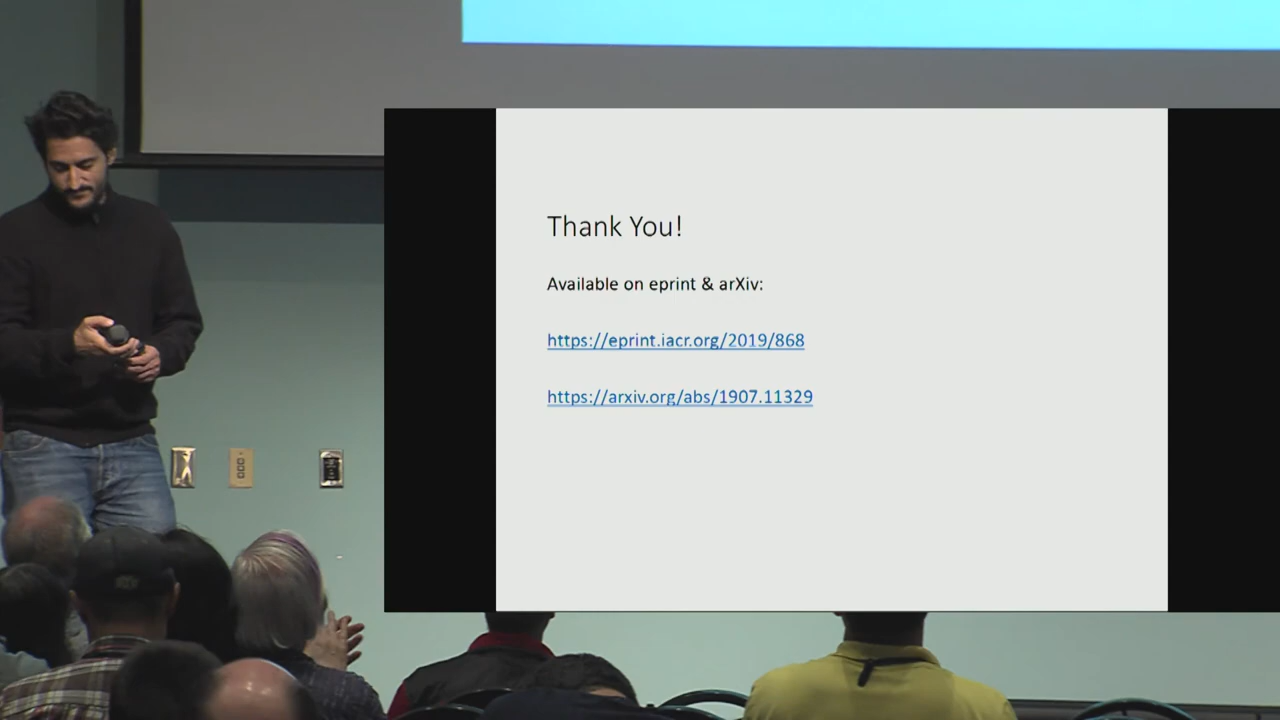 Thank You!
Available on eprint & arXiv:
https://eprint.iacr.org/2019/868
https://arxiv.org/abs/1907.11329